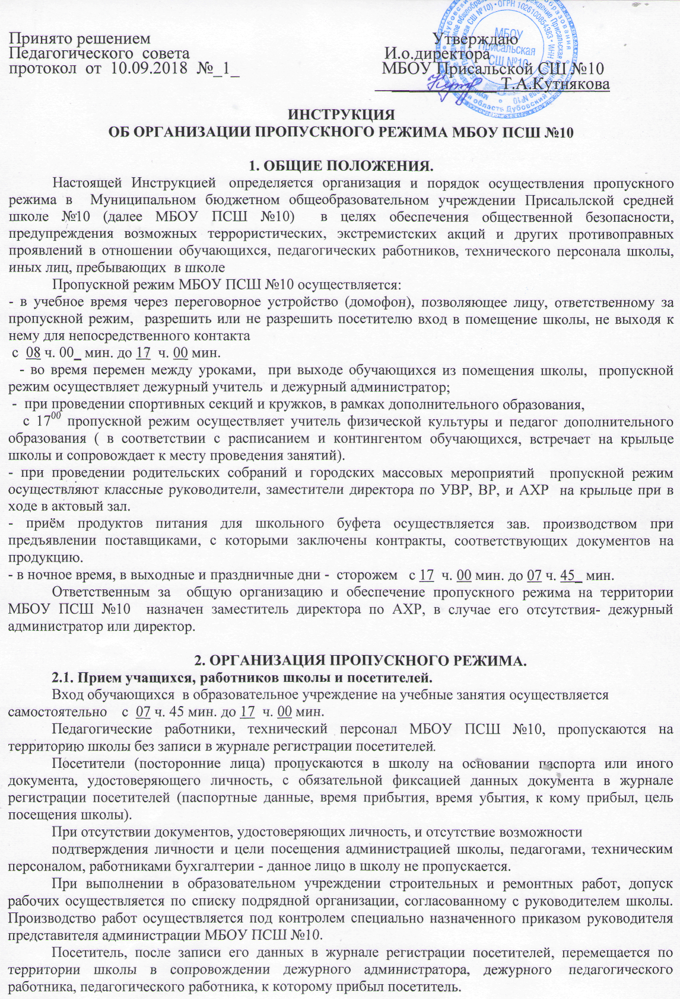 Принято решением
Педагогического совета
протокол от 10.09.2018 №_1_
Утверждаю
И.о.директора
МБОУ Присальской СШ №10
Т.А.Кутнякова
МБОУ
Присальская
СШ №10
ИНСТРУКЦИЯ
ОБ ОРГАНИЗАЦИИ ПРОПУСКНОГО РЕЖИМА МБОУ ПСШ №10
1. ОБЩИЕ ПОЛОЖЕНИЯ.
Настоящей Инструкцией определяется организация и порядок осуществления пропускного
режима в Муниципальном бюджетном общеобразовательном учреждении Присальлской средней
школе №10 (далее МБОУ ПСШ №10) в целях обеспечения общественной безопасности,
предупреждения возможных террористических, экстремистских акций и других противоправных
проявлений в отношении обучающихся, педагогических работников, технического персонала школы,
иных лиц, пребывающих в школе
Пропускной режим МБОУ ПСШ №10 осуществляется:
- в учебное время через переговорное устройство (домофон), позволяющее лицу, ответственному за
пропускной режим, разрешить или не разрешить посетителю вход в помещение школы, не выходя к
нему для непосредственного контакта
с 08 ч. 00_ мин. до 17 ч. 00 мин.
- во время перемен между уроками, при выходе обучающихся из помещения школы, пропускной
режим осуществляет дежурный учитель и дежурный администратор;
- при проведении спортивных секций и кружков, в рамках дополнительного образования,
с 17⁰⁰ пропускной режим осуществляет учитель физической культуры и педагог дополнительного
образования ( в соответствии с расписанием и контингентом обучающихся, встречает на крыльце
школы и сопровождает к месту проведения занятий).
- при проведении родительских собраний и городских массовых мероприятий пропускной режим
осуществляют классные руководители, заместители директора по УВР, ВР, и АХР на крыльце при в
ходе в актовый зал.
- приём продуктов питания для школьного буфета осуществляется зав. производством при
предъявлении поставщиками, с которыми заключены контракты, соответствующих документов на
продукцию.
- в ночное время, в выходные и праздничные дни - сторожем с 17 ч. 00 мин. до 07 ч. 45_ мин.
Ответственным за общую организацию и обеспечение пропускного режима на территории
МБОУ ПСШ №10 назначен заместитель директора по АХР, в случае его отсутствия- дежурный
администратор или директор.
2. ОРГАНИЗАЦИЯ ПРОПУСКНОГО РЕЖИМА.
2.1. Прием учащихся, работников школы и посетителей.
Вход обучающихся в образовательное учреждение на учебные занятия осуществляется
самостоятельно с 07 ч. 45 мин. до 17 ч. 00 мин.
Педагогические работники, технический персонал МБОУ ПСШ №10, пропускаются на
территорию школы без записи в журнале регистрации посетителей.
Посетители (посторонние лица) пропускаются в школу на основании паспорта или иного
документа, удостоверяющего личность, с обязательной фиксацией данных документа в журнале
регистрации посетителей (паспортные данные, время прибытия, время убытия, к кому прибыл, цель
посещения школы).
При отсутствии документов, удостоверяющих личность, и отсутствие возможности
подтверждения личности и цели посещения администрацией школы, педагогами, техническим
персоналом, работниками бухгалтерии - данное лицо в школу не пропускается.
При выполнении в образовательном учреждении строительных и ремонтных работ, допуск
рабочих осуществляется по списку подрядной организации, согласованному с руководителем школы.
Производство работ осуществляется под контролем специально назначенного приказом руководителя
представителя администрации МБОУ ПСШ №10.
Посетитель, после записи его данных в журнале регистрации посетителей, перемещается по
территории школы в сопровождении дежурного администратора, дежурного педагогического
работника, педагогического работника, к которому прибыл посетитель.